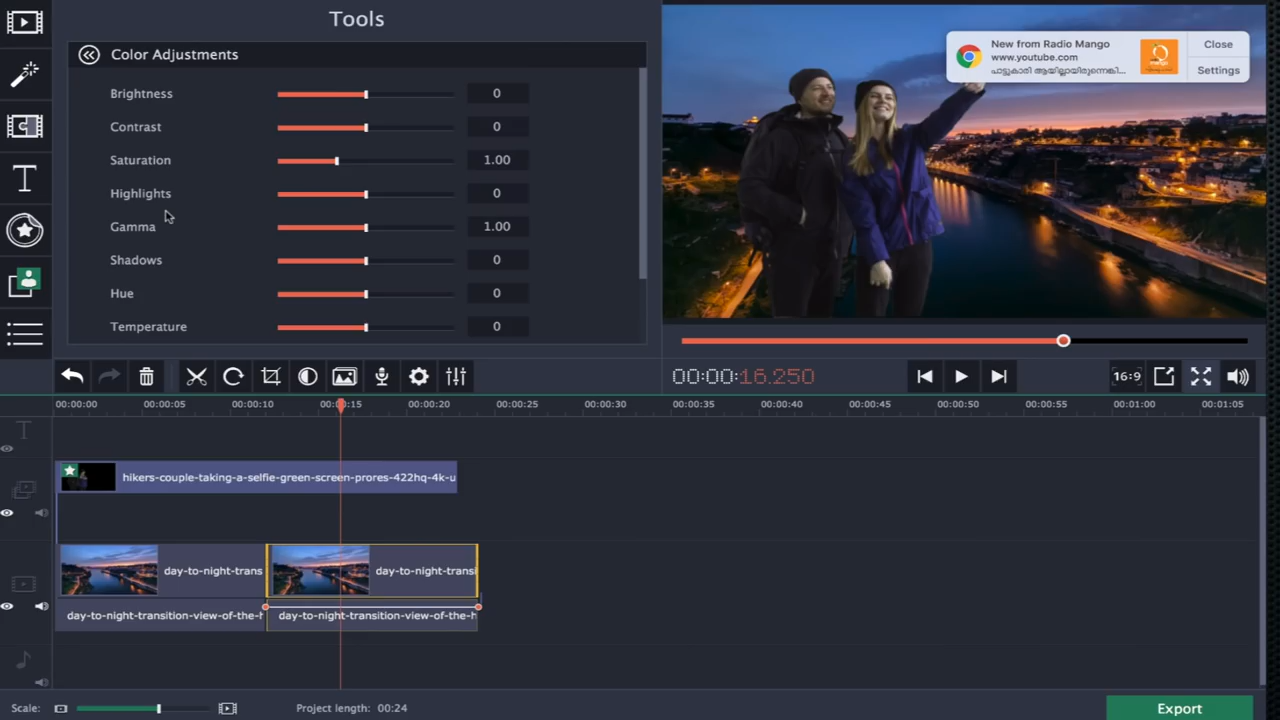 Tools
Color Adjustments
Brightness 0
Contrast 0
Saturation 1.00
Highlights 0
Gamma 1.00
Shadows 0
Hue 0
Temperature 0
New from Radio Mango
www.youtube.com
പാട്ടുകാരി ആയില്ലായിരുന്നെങ്കി...
mango
Close
Settings
00:00:16.250
16:9
00:00:00 00:00:05 00:00:10 00:00:15 00:00:20 00:00:25 00:00:30 00:00:35 00:00:40 00:00:45 00:00:50 00:00:55 00:01:00 00:01:05
hikers-couple-taking-a-selfie-green-screen-prores-422hq-4k-u
day-to-night-trans
day-to-night-transi
day-to-night-transition-view-of-the-h
day-to-night-transition-view-of-the-h
Scale:
Project length: 00:24
Export